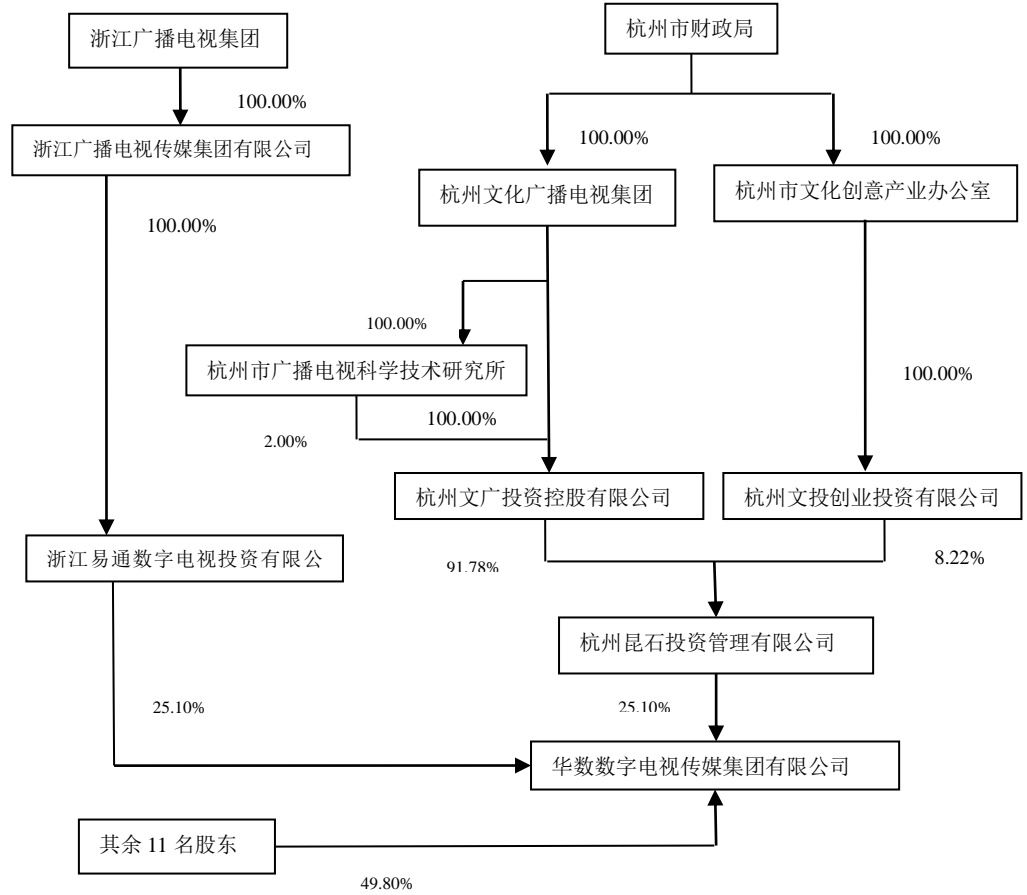 浙江广播电视集团
杭州市财政局
100.00%
浙江广播电视传媒集团有限公司
100.00%
100.00%
杭州文化广播电视集团
杭州市文化创意产业办公室
100.00%
100.00%
杭州市广播电视科学技术研究所
100.00%
100.00%
2.00%
杭州文广投资控股有限公司
杭州文投创业投资有限公司
浙江易通数字电视投资有限公
91.78%
8.22%
杭州昆石投资管理有限公司
25.10%
25.10%
华数数字电视传媒集团有限公司
其余 11 名股东
49.80%